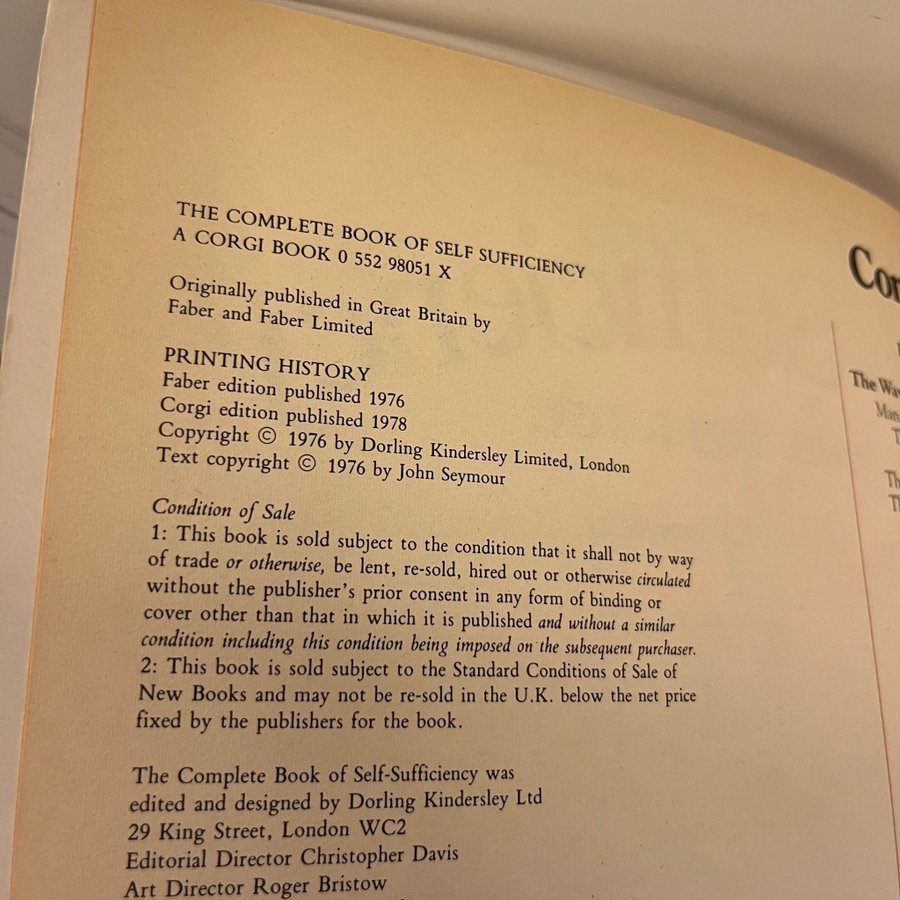 THE COMPLETE BOOK OF SELF SUFFICIENCY
A CORGI BOOK 0 552 98051 X
Originally published in Great Britain by
Faber and Faber Limited
PRINTING HISTORY
Faber edition published 1976
Corgi edition published 1978
Copyright © 1976 by Dorling Kindersley Limited, London
Text copyright © 1976 by John Seymour
Condition of Sale
1: This book is sold subject to the condition that it shall not by way
of trade or otherwise, be lent, re-sold, hired out or otherwise circulated
without the publisher's prior consent in any form of binding or
cover other than that in which it is published and without a similar
condition including this condition being imposed on the subsequent purchaser.
2: This book is sold subject to the Standard Conditions of Sale of
New Books and may not be re-sold in the U.K. below the net price
fixed by the publishers for the book.
The Complete Book of Self-Sufficiency was
edited and designed by Dorling Kindersley Ltd
29 King Street, London WC2
Editorial Director Christopher Davis
Art Director Roger Bristow
The